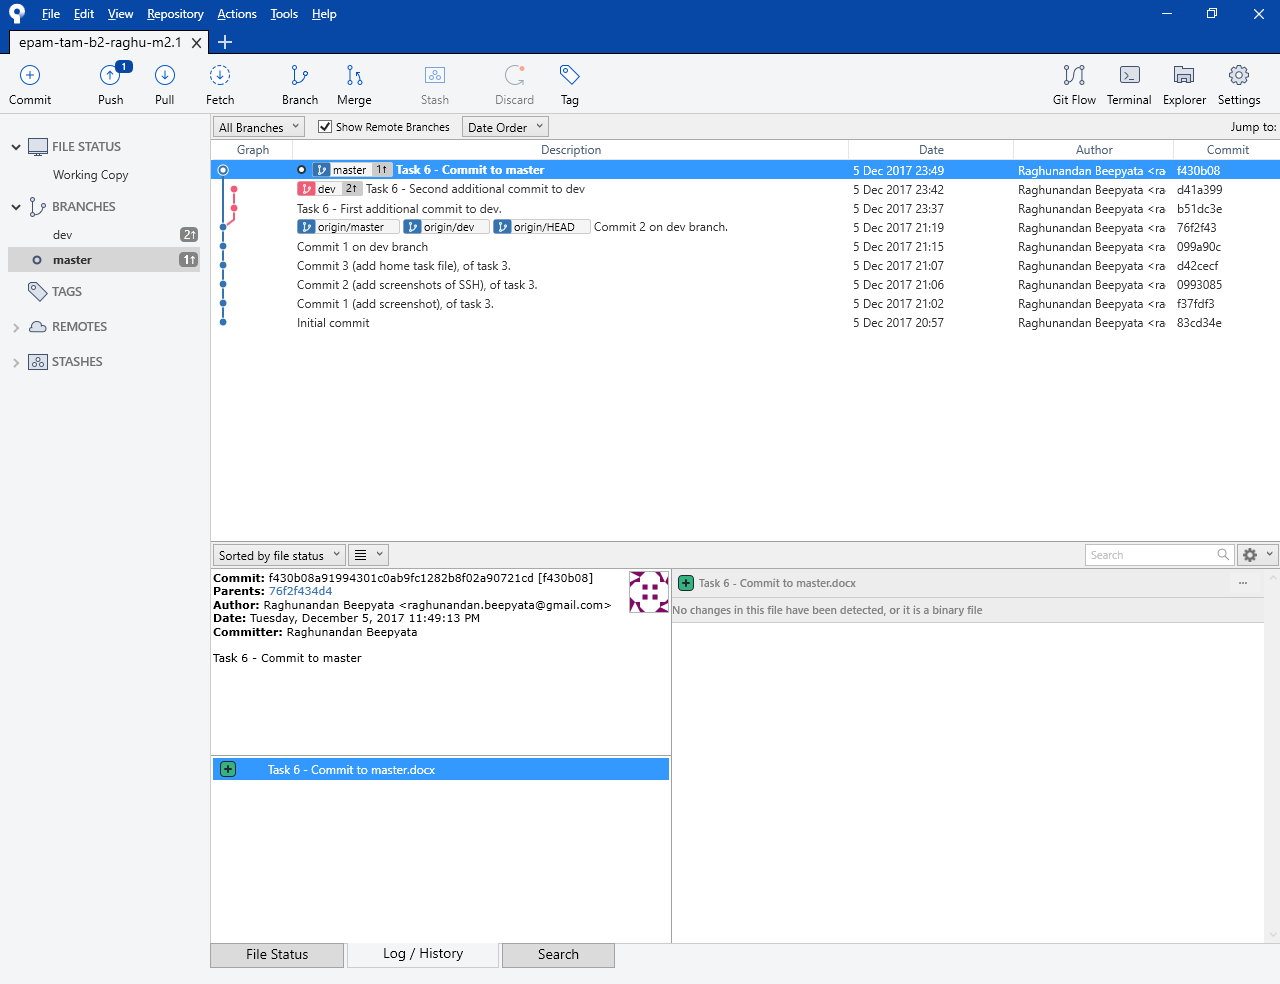 File Edit View Repository Actions Tools Help
epam-tam-b2-raghu-m2.1
1
Commit Push Pull Fetch Branch Merge Stash Discard Tag Git Flow Terminal Explorer Settings
All Branches Show Remote Branches Date Order Jump to:
FILE STATUS
Working Copy
BRANCHES
dev 2↑
master 1↑
TAGS
REMOTES
STASHES
Graph Description Date Author Commit
master 1↑ Task 6 - Commit to master 5 Dec 2017 23:49 Raghunandan Beepyata <ra f430b08
dev 2↑ Task 6 - Second additional commit to dev 5 Dec 2017 23:42 Raghunandan Beepyata <ra d41a399
Task 6 - First additional commit to dev. 5 Dec 2017 23:37 Raghunandan Beepyata <ra b51dc3e
origin/master origin/dev origin/HEAD Commit 2 on dev branch. 5 Dec 2017 21:19 Raghunandan Beepyata <ra 76f2f43
Commit 1 on dev branch 5 Dec 2017 21:15 Raghunandan Beepyata <ra 099a90c
Commit 3 (add home task file), of task 3. 5 Dec 2017 21:07 Raghunandan Beepyata <ra d42cecf
Commit 2 (add screenshots of SSH), of task 3. 5 Dec 2017 21:06 Raghunandan Beepyata <ra 0993085
Commit 1 (add screenshot), of task 3. 5 Dec 2017 21:02 Raghunandan Beepyata <ra f37fdf3
Initial commit 5 Dec 2017 20:57 Raghunandan Beepyata <ra 83cd34e
Sorted by file status Search
Commit: f430b08a91994301c0ab9fc1282b8f02a90721cd [f430b08]
Parents: 76f2f434d4
Author: Raghunandan Beepyata <raghunandan.beepyata@gmail.com>
Date: Tuesday, December 5, 2017 11:49:13 PM
Committer: Raghunandan Beepyata
Task 6 - Commit to master
Task 6 - Commit to master.docx
Task 6 - Commit to master.docx ...
No changes in this file have been detected, or it is a binary file
File Status Log / History Search